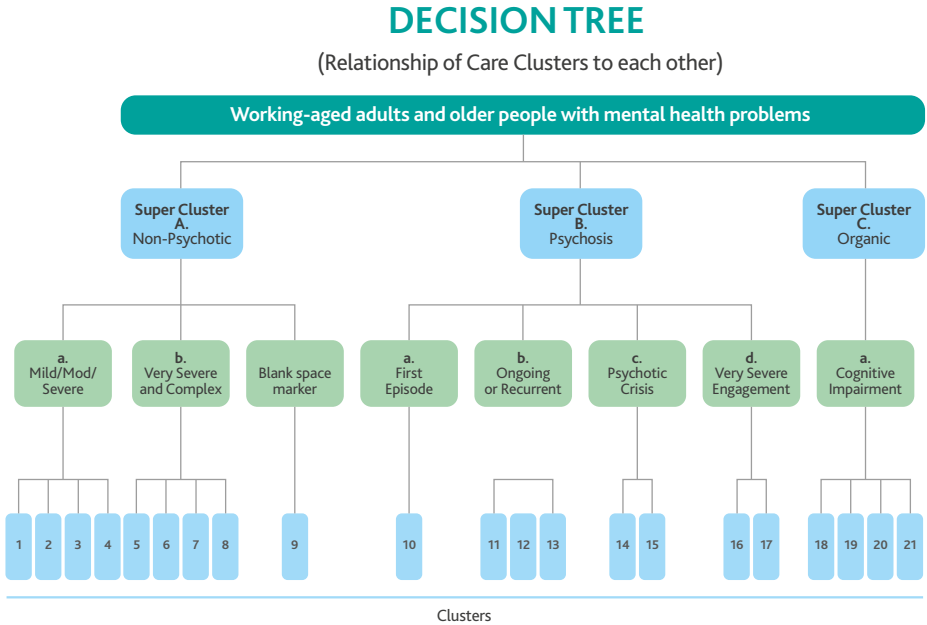 DECISION TREE
(Relationship of Care Clusters to each other)
Working-aged adults and older people with mental health problems
Super Cluster
A.
Non-Psychotic
Super Cluster
B.
Psychosis
Super Cluster
C.
Organic
a.
Mild/Mod/
Severe
b.
Very Severe
and Complex
Blank space
marker
a.
First
Episode
b.
Ongoing
or Recurrent
c.
Psychotic
Crisis
d.
Very Severe
Engagement
a.
Cognitive
Impairment
1 2 3 4 5 6 7 8 9 10 11 12 13 14 15 16 17 18 19 20 21
Clusters